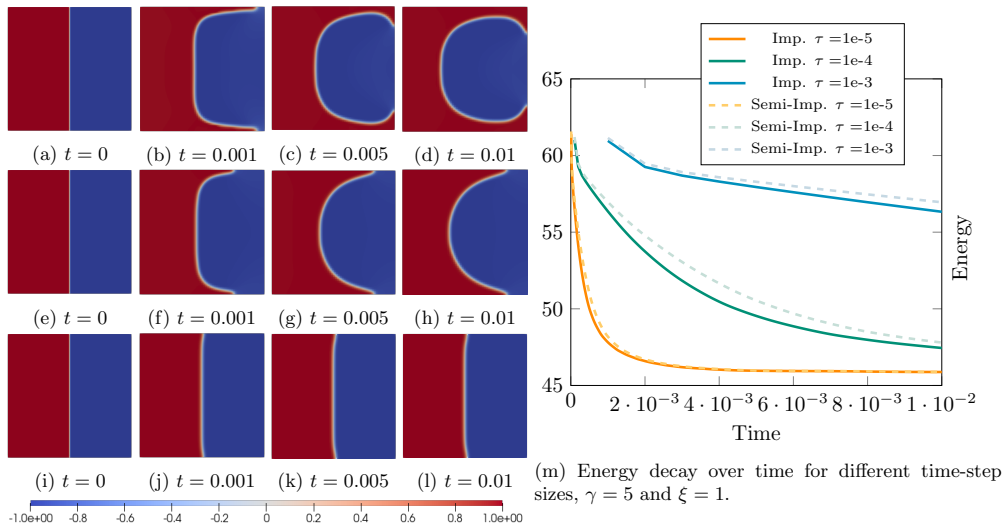 (a) t = 0
(b) t = 0.001
(c) t = 0.005
(d) t = 0.01
(e) t = 0
(f) t = 0.001
(g) t = 0.005
(h) t = 0.01
(i) t = 0
(j) t = 0.001
(k) t = 0.005
(l) t = 0.01
-1.0e+00 -0.8 -0.6 -0.4 -0.2 0 0.2 0.4 0.6 0.8 1.0e+00
Imp. τ =1e-5
Imp. τ =1e-4
Imp. τ =1e-3
Semi-Imp. τ =1e-5
Semi-Imp. τ =1e-4
Semi-Imp. τ =1e-3
65
60
55
50
45
0 2 · 10⁻³ 4 · 10⁻³ 6 · 10⁻³ 8 · 10⁻³ 1 · 10⁻²
Time
Energy
(m) Energy decay over time for different time-step
sizes, γ = 5 and ξ = 1.